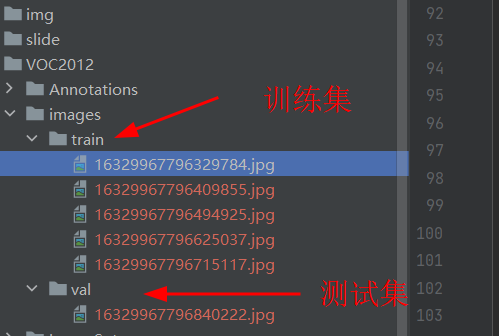 img
92
slide
93
VOC2012
94
Annotations
95
images
训练集
96
train
97
16329967796329784.jpg
98
16329967796409855.jpg
99
16329967796494925.jpg
100
16329967796625037.jpg
101
16329967796715117.jpg
val
测试集
102
16329967796840222.jpg
103